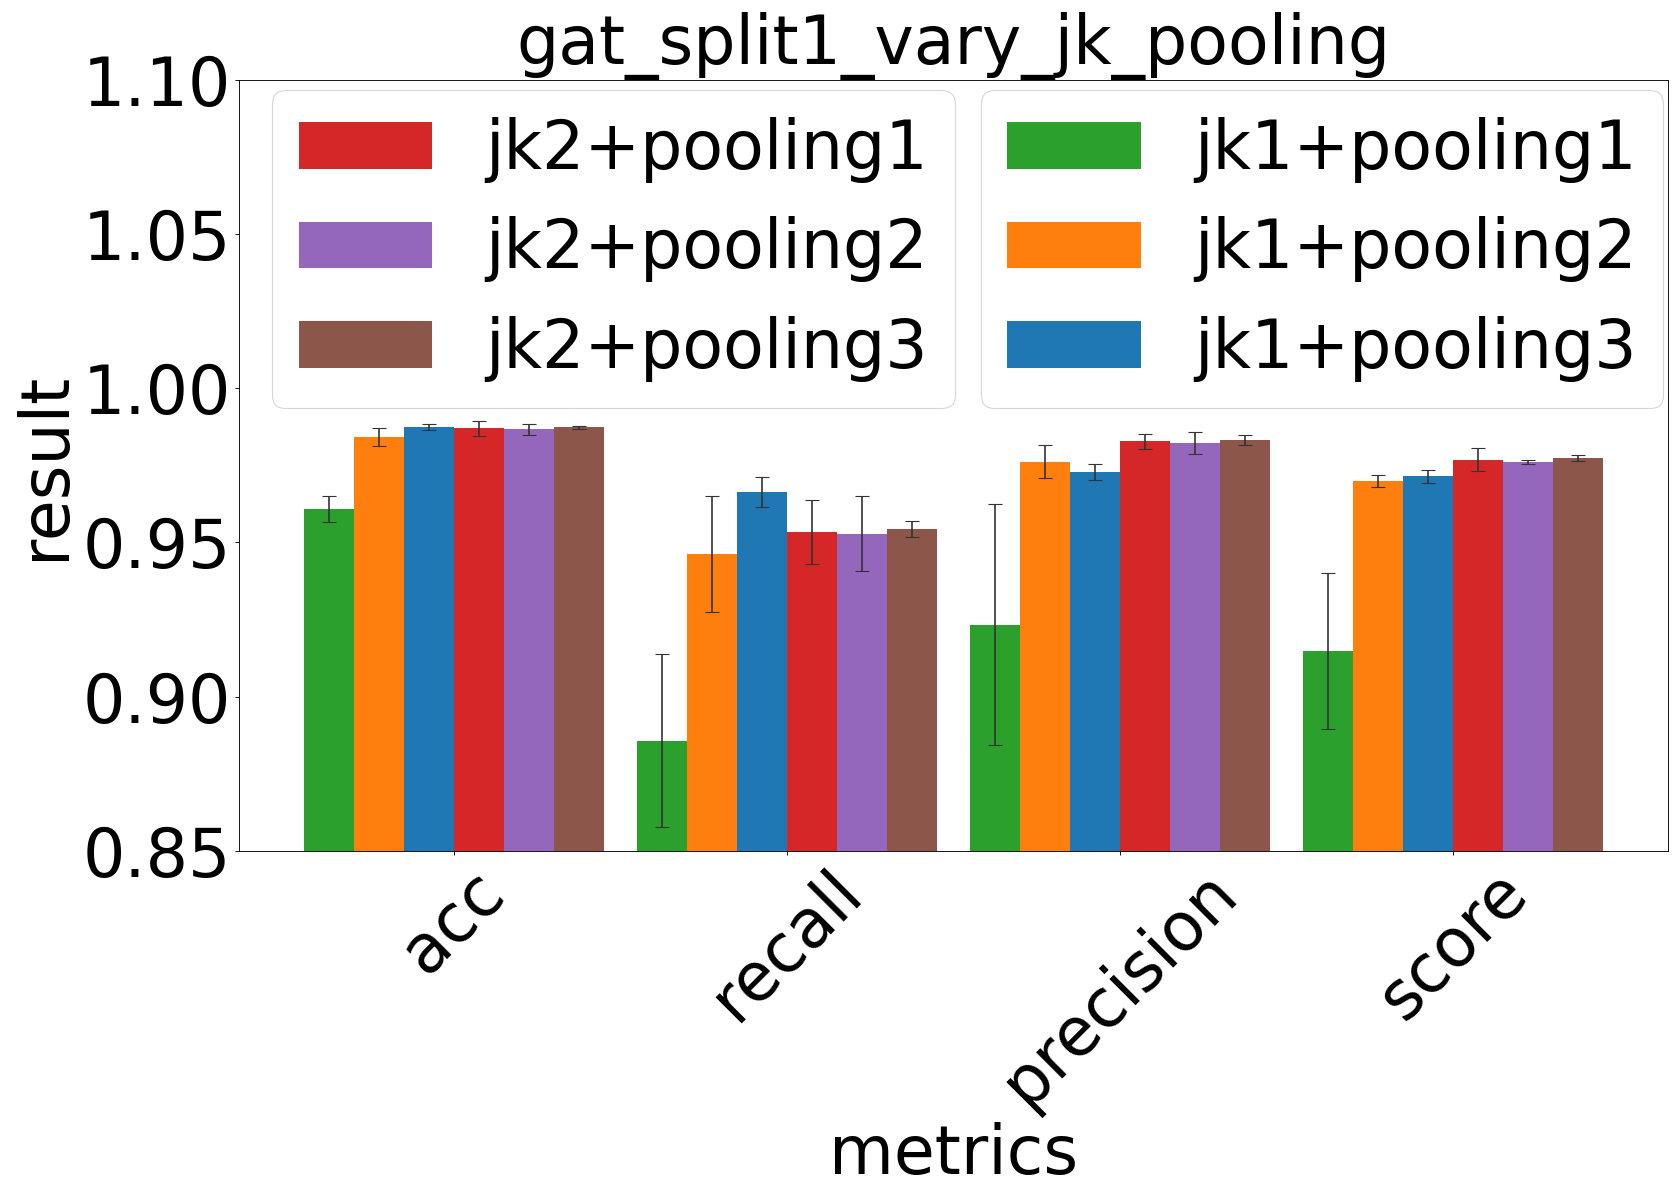 gat_split1_vary_jk_pooling
1.10
1.05
1.00
0.95
0.90
0.85
result
jk2+pooling1
jk2+pooling2
jk2+pooling3
jk1+pooling1
jk1+pooling2
jk1+pooling3
acc
recall
precision
score
metrics